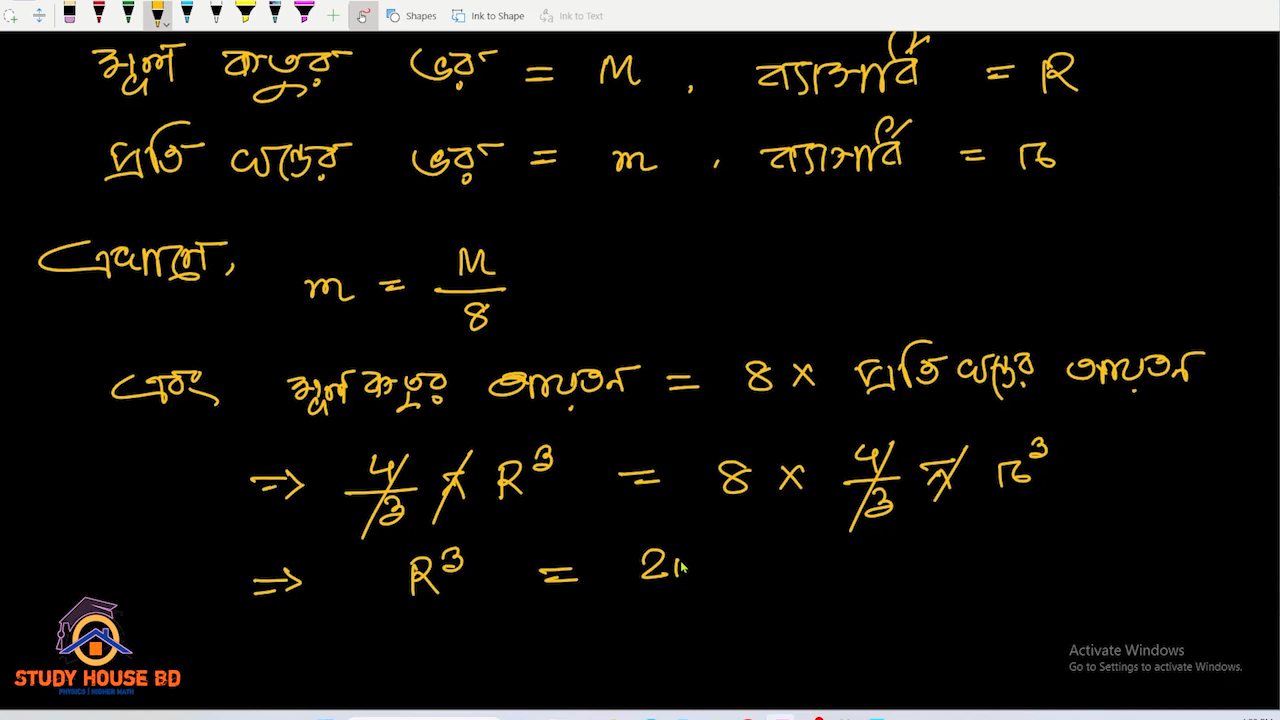 Shapes Ink to Shape Ink to Text
মূল বস্তুর ভর = M , ব্যাসার্ধ = R
প্রতি খন্ডের ভর = m , ব্যাসার্ধ = r
এখানে, m = M/8
এবং মূল বস্তুর আয়তন = 8 × প্রতি খন্ডের আয়তন
⇒ 4/3 π R³ = 8 × 4/3 π r³
⇒ R³ = 2
STUDY HOUSE BD
PHYSICS | HIGHER MATH
Activate Windows
Go to Settings to activate Windows.